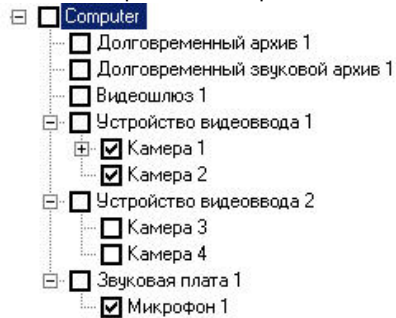 Computer
Долговременный архив 1
Долговременный звуковой архив 1
Видеошлюз 1
Устройство видеоввода 1
Камера 1
Камера 2
Устройство видеоввода 2
Камера 3
Камера 4
Звуковая плата 1
Микрофон 1